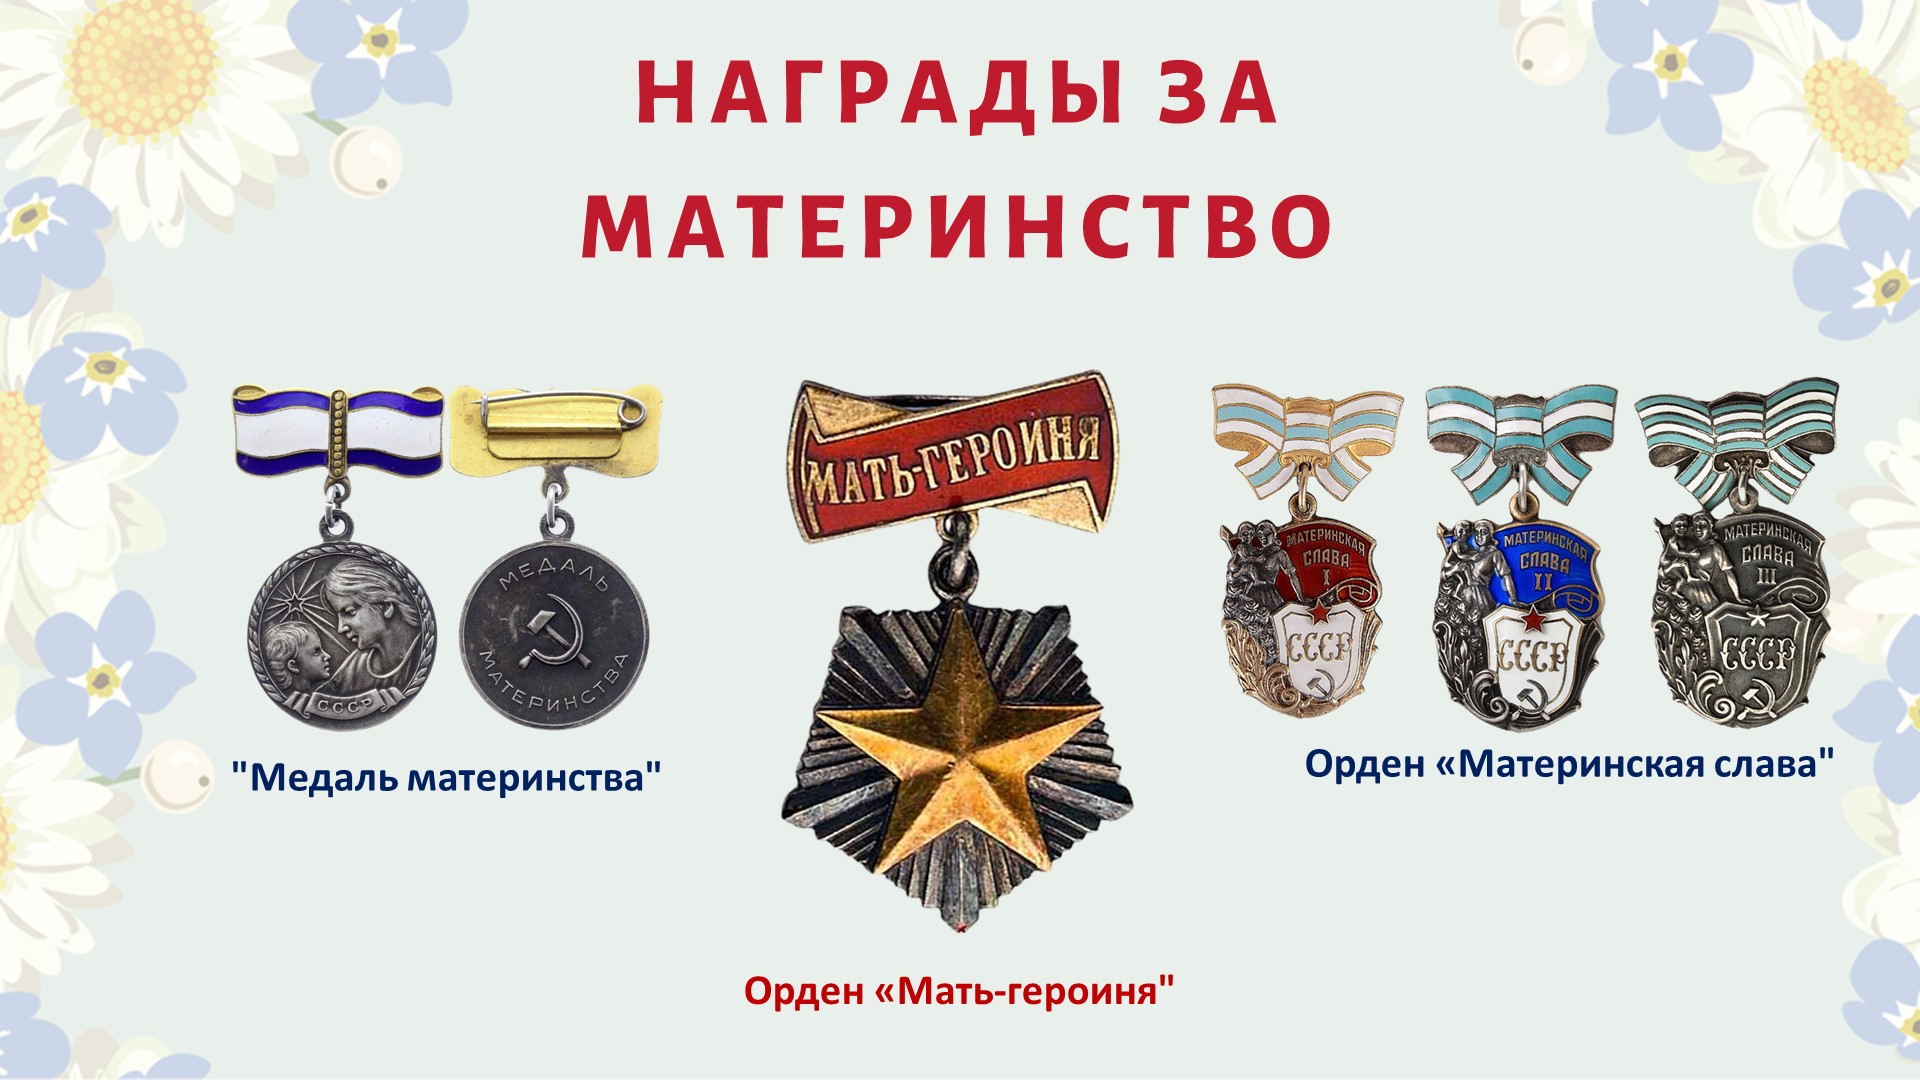 НАГРАДЫ ЗА
МАТЕРИНСТВО
МАТЬ-ГЕРОИНЯ
СССР
МЕДАЛЬ
МАТЕРИНСТВА
МАТЕРИНСКАЯ
СЛАВА
I
СССР
МАТЕРИНСКАЯ
СЛАВА
II
СССР
МАТЕРИНСКАЯ
СЛАВА
III
СССР
"Медаль материнства"
Орден «Материнская слава"
Орден «Мать-героиня"